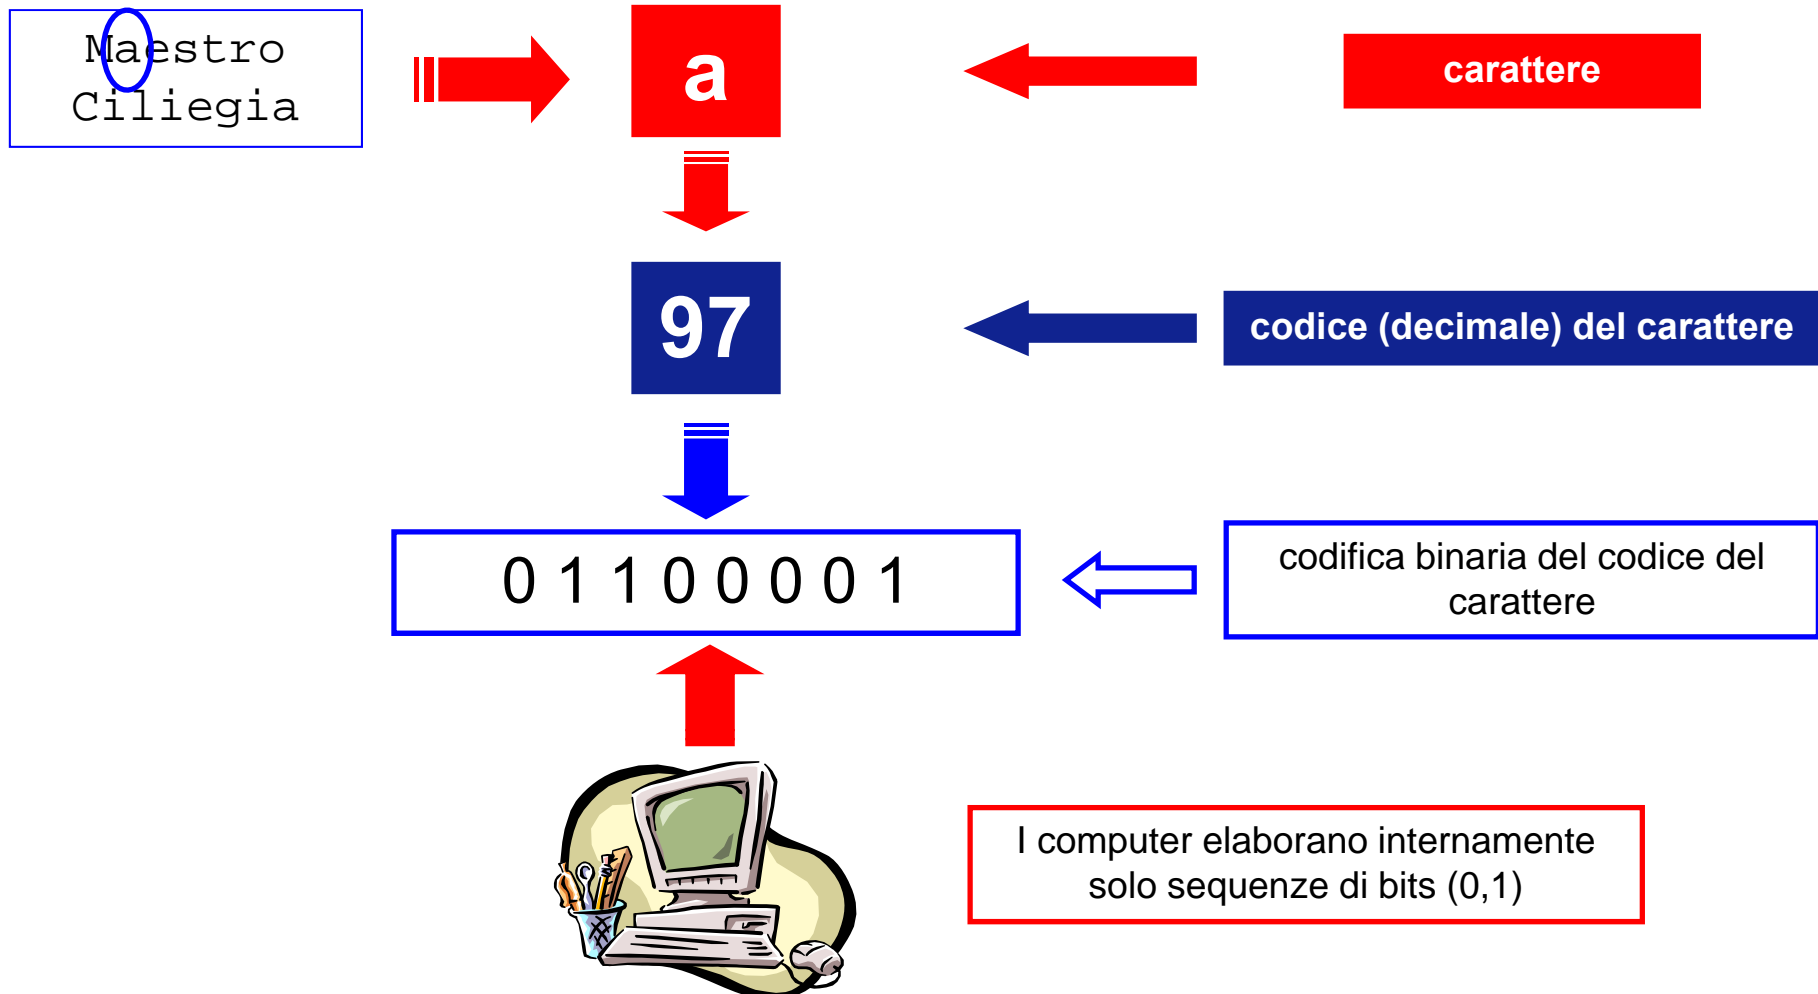 Maestro
Ciliegia
a
carattere
97
codice (decimale) del carattere
0 1 1 0 0 0 0 1
codifica binaria del codice del
carattere
I computer elaborano internamente
solo sequenze di bits (0,1)